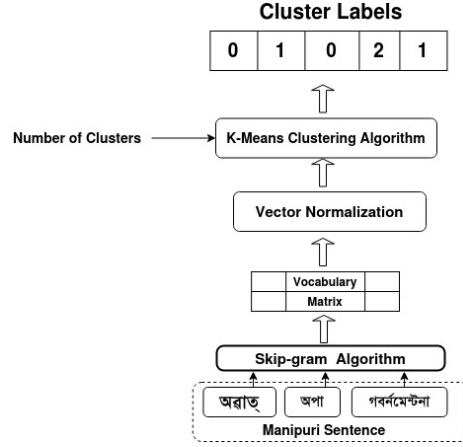 Cluster Labels
0 1 0 2 1
Number of Clusters
K-Means Clustering Algorithm
Vector Normalization
Vocabulary
Matrix
Skip-gram Algorithm
অৱাৎ অপা গবর্নমেন্টনা
Manipuri Sentence